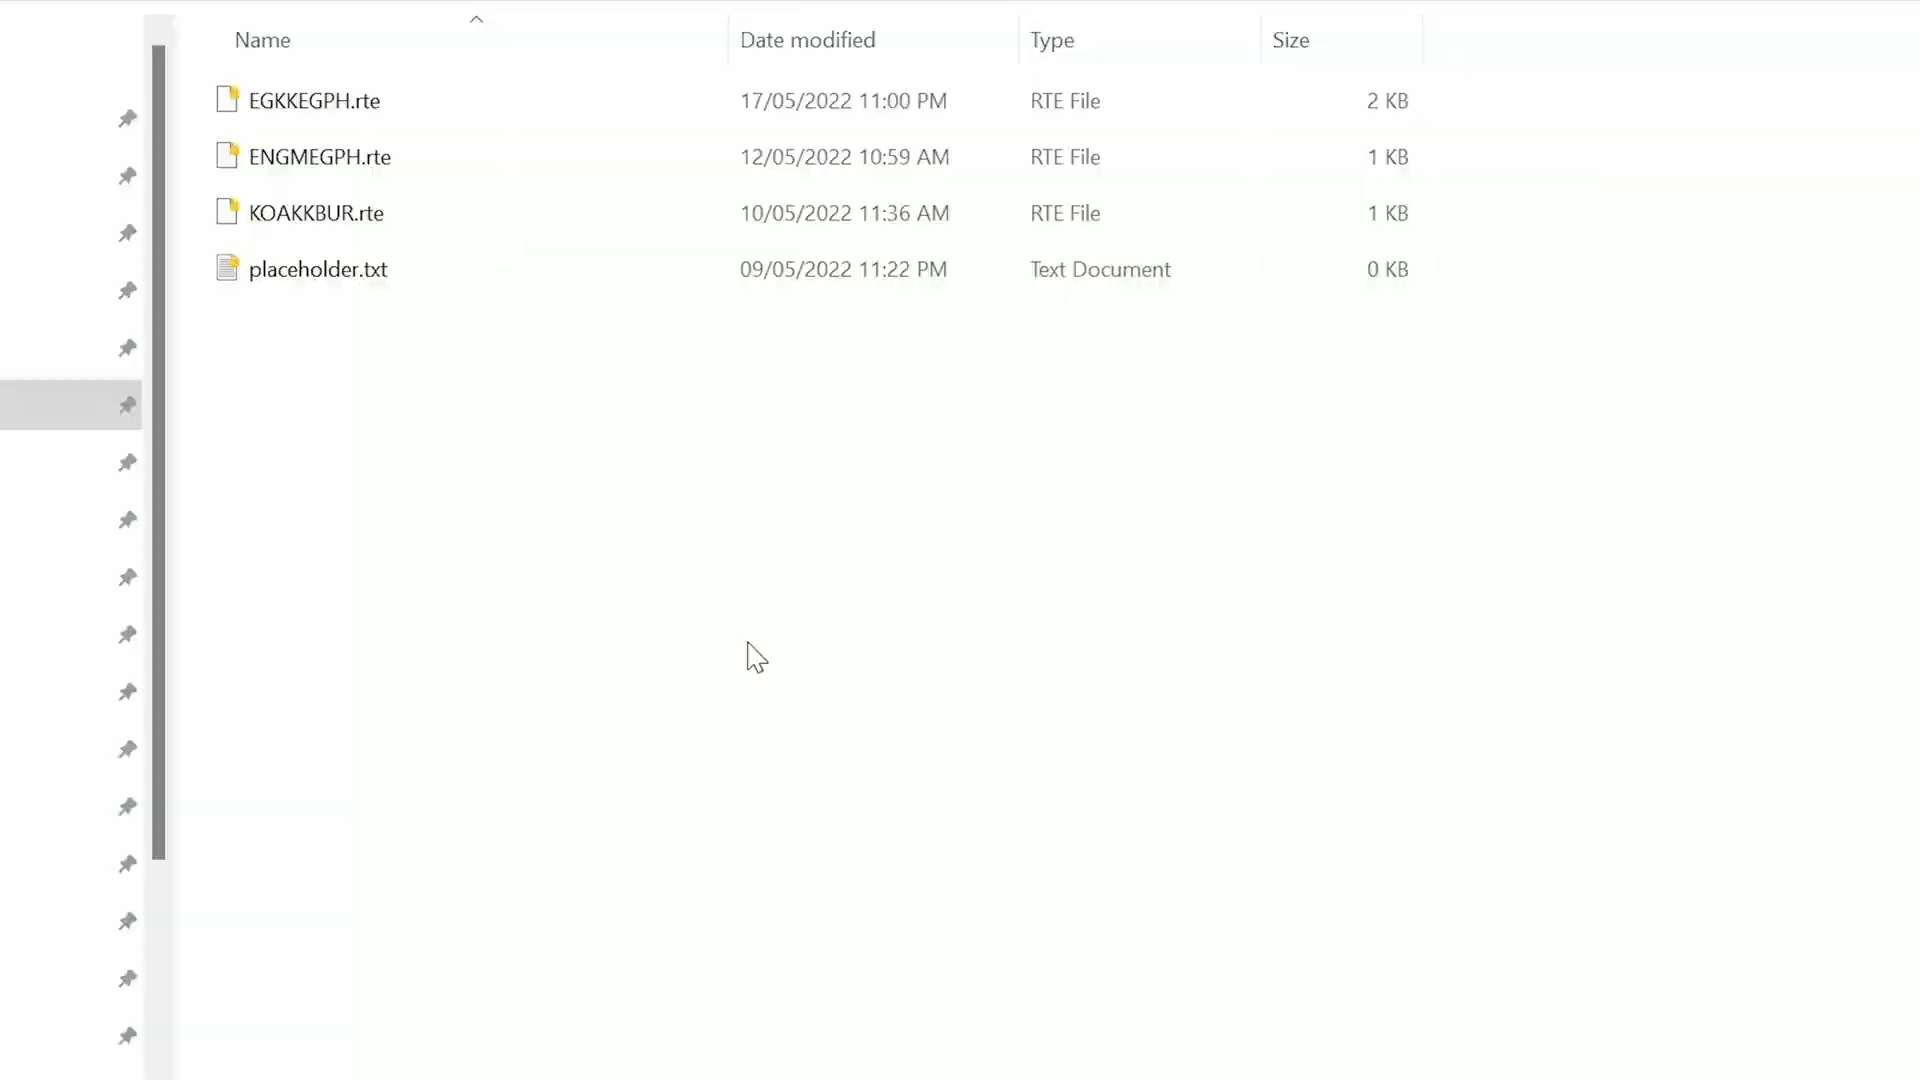 Name Date modified Type Size
EGKKEGPH.rte 17/05/2022 11:00 PM RTE File 2 KB
ENGMEGPH.rte 12/05/2022 10:59 AM RTE File 1 KB
KOAKKBUR.rte 10/05/2022 11:36 AM RTE File 1 KB
placeholder.txt 09/05/2022 11:22 PM Text Document 0 KB